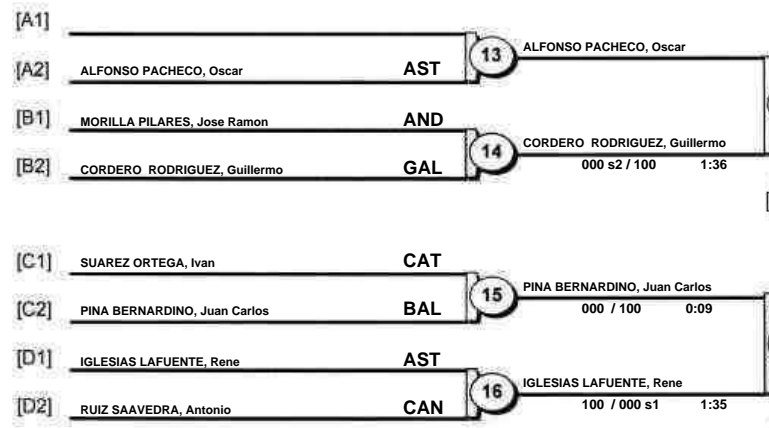 [A1]
13
ALFONSO PACHECO, Oscar
[A2] ALFONSO PACHECO, Oscar AST
[B1] MORILLA PILARES, Jose Ramon AND
14
CORDERO RODRIGUEZ, Guillermo
000 s2 / 100 1:36
[B2] CORDERO RODRIGUEZ, Guillermo GAL
[C1] SUAREZ ORTEGA, Ivan CAT
15
PINA BERNARDINO, Juan Carlos
000 / 100 0:09
[C2] PINA BERNARDINO, Juan Carlos BAL
[D1] IGLESIAS LAFUENTE, Rene AST
16
IGLESIAS LAFUENTE, Rene
100 / 000 s1 1:35
[D2] RUIZ SAAVEDRA, Antonio CAN